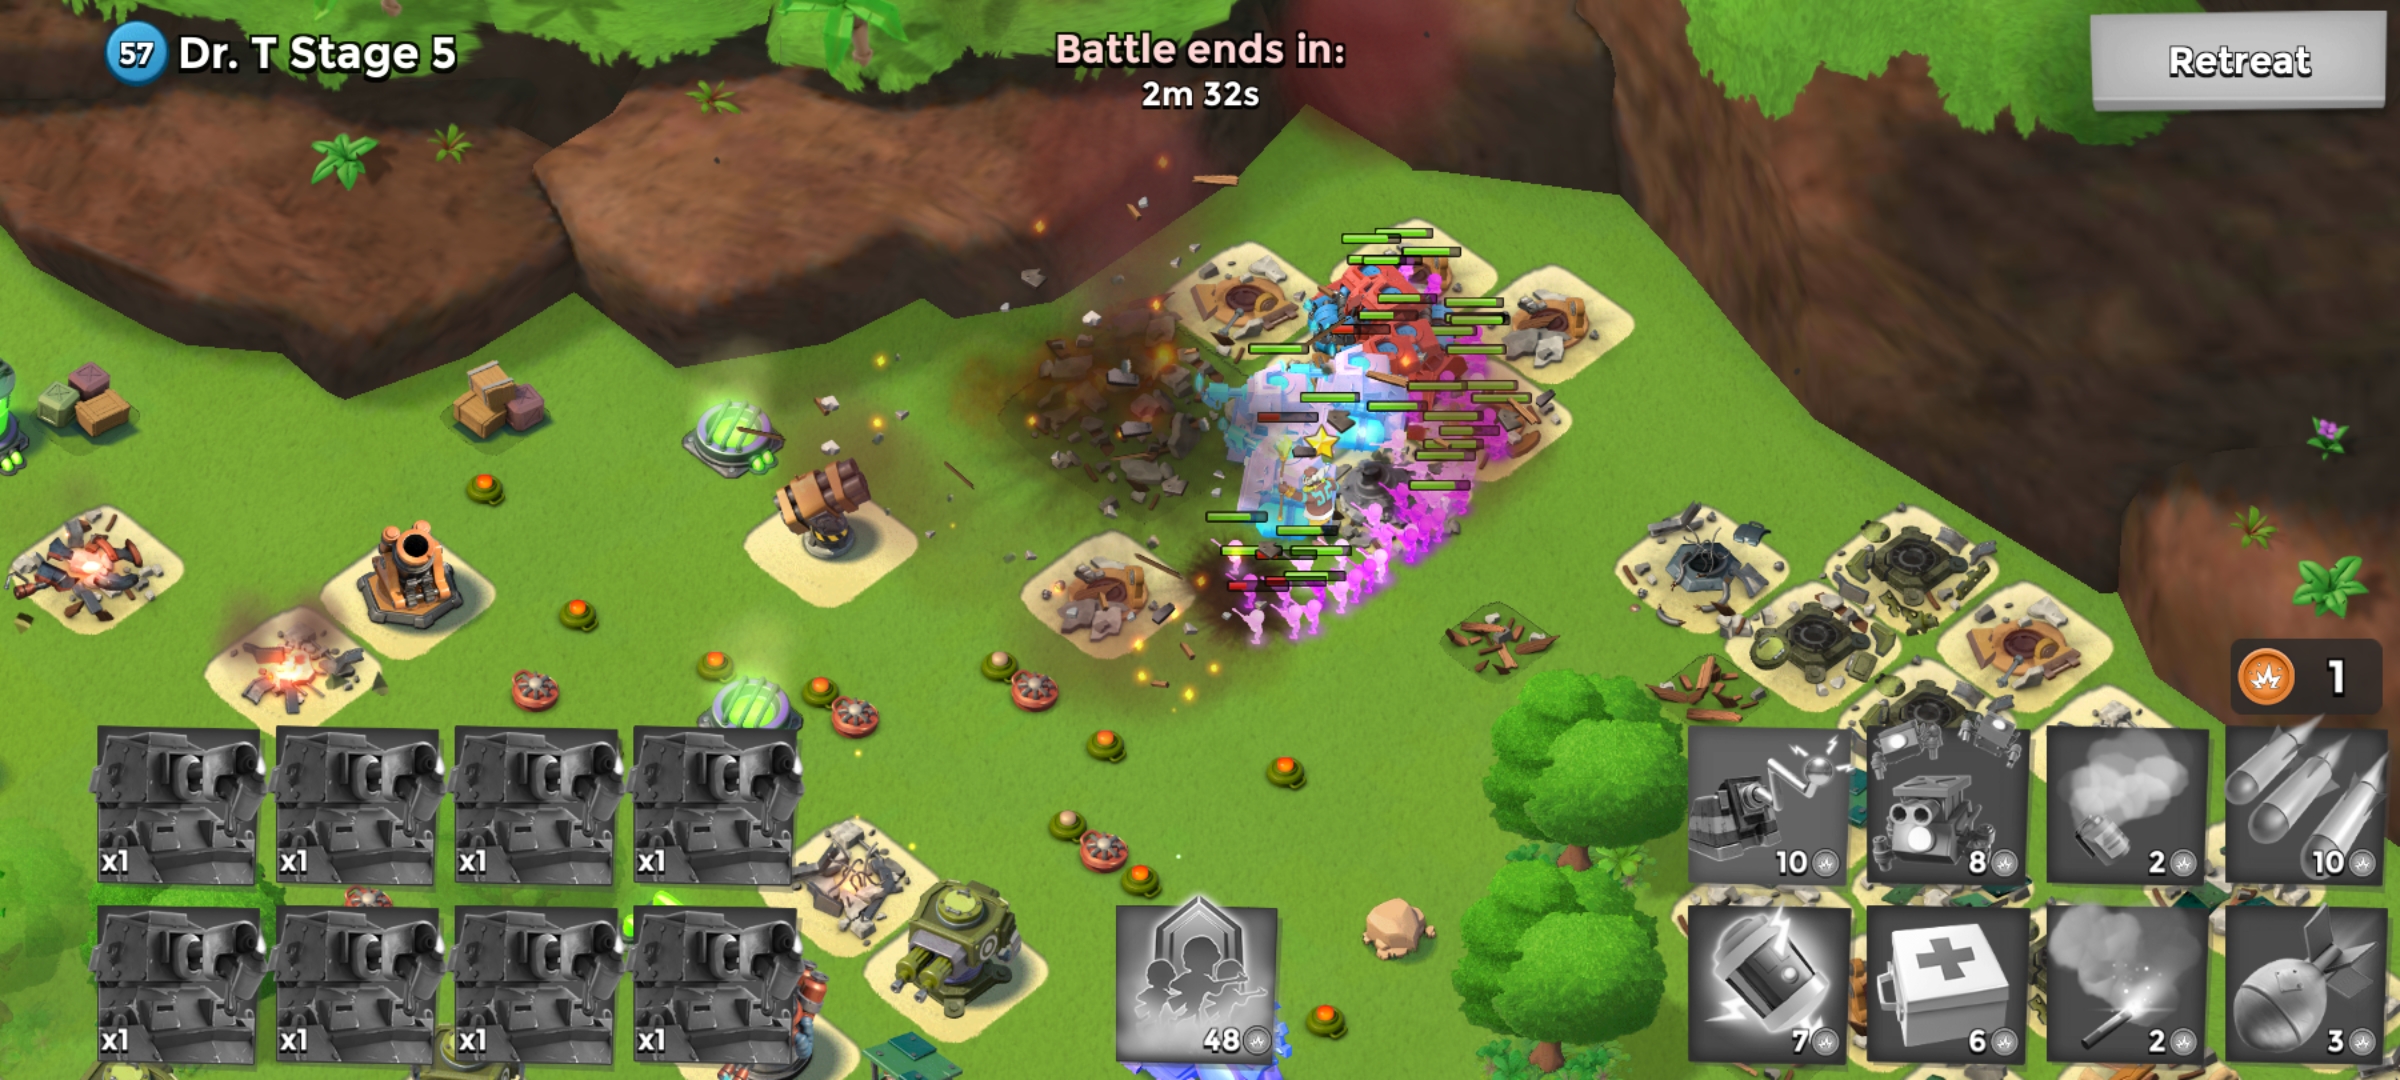 57 Dr. T Stage 5
Battle ends in:
2m 32s
Retreat
1
x1 x1 x1 x1
10 8 2 10
x1 x1 x1 x1
48
7 6 2 3